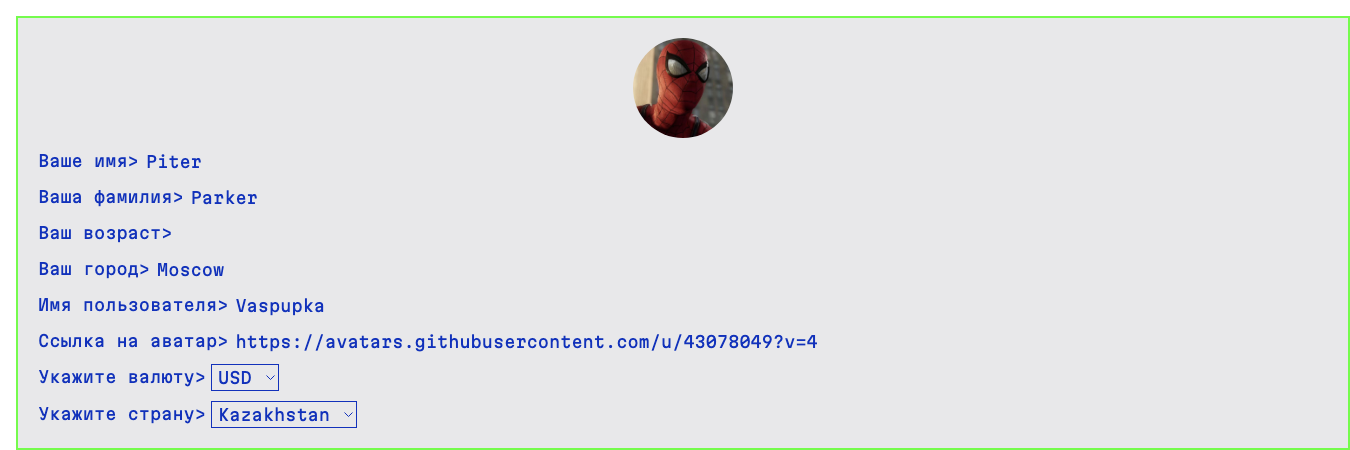 Ваше имя> Piter
Ваша фамилия> Parker
Ваш возраст>
Ваш город> Moscow
Имя пользователя> Vaspupka
Ссылка на аватар> https://avatars.githubusercontent.com/u/43078049?v=4
Укажите валюту> USD
Укажите страну> Kazakhstan